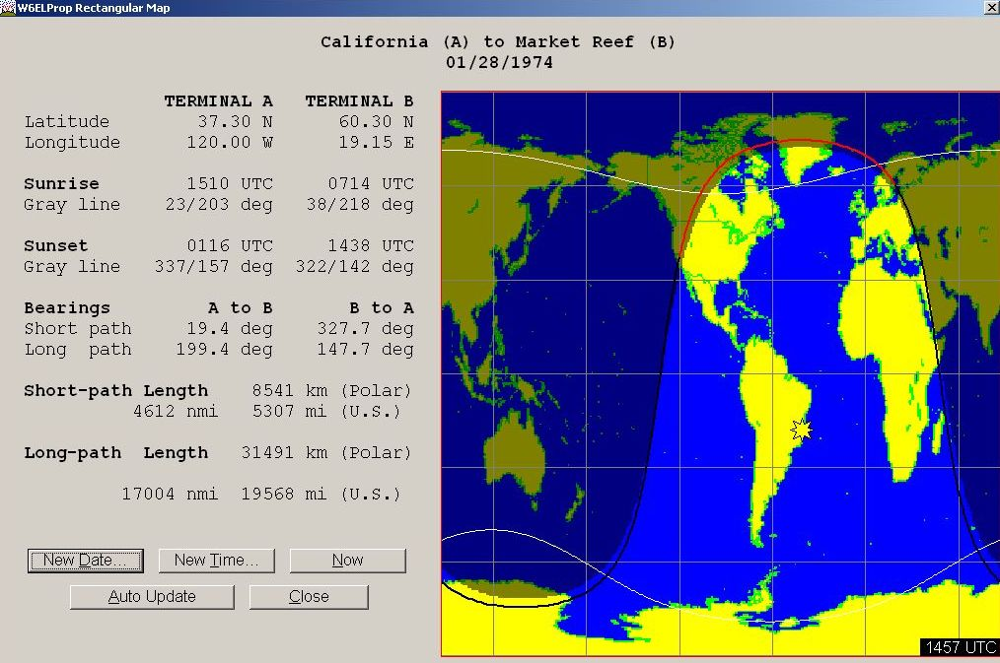 W6ELProp Rectangular Map
California (A) to Market Reef (B)
01/28/1974
TERMINAL A TERMINAL B
Latitude 37.30 N 60.30 N
Longitude 120.00 W 19.15 E
Sunrise 1510 UTC 0714 UTC
Gray line 23/203 deg 38/218 deg
Sunset 0116 UTC 1438 UTC
Gray line 337/157 deg 322/142 deg
Bearings A to B B to A
Short path 19.4 deg 327.7 deg
Long path 199.4 deg 147.7 deg
Short-path Length 8541 km (Polar)
4612 nmi 5307 mi (U.S.)
Long-path Length 31491 km (Polar)
17004 nmi 19568 mi (U.S.)
New Date... New Time... Now
Auto Update Close
1457 UTC